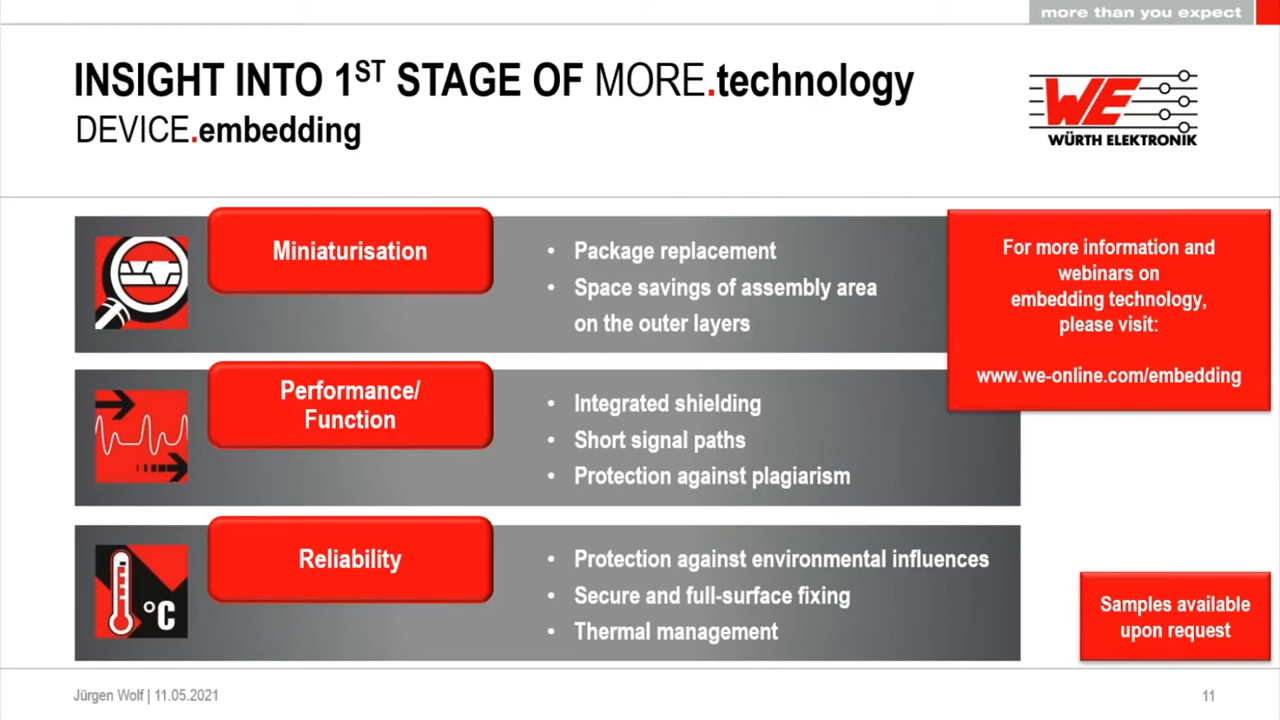 more than you expect
INSIGHT INTO 1ST STAGE OF MORE.technology
DEVICE.embedding
WE
WÜRTH ELEKTRONIK
Miniaturisation
• Package replacement
• Space savings of assembly area
on the outer layers
For more information and
webinars on
embedding technology,
please visit:
www.we-online.com/embedding
Performance/
Function
• Integrated shielding
• Short signal paths
• Protection against plagiarism
°C
Reliability
• Protection against environmental influences
• Secure and full-surface fixing
• Thermal management
Samples available
upon request
Jürgen Wolf | 11.05.2021
11